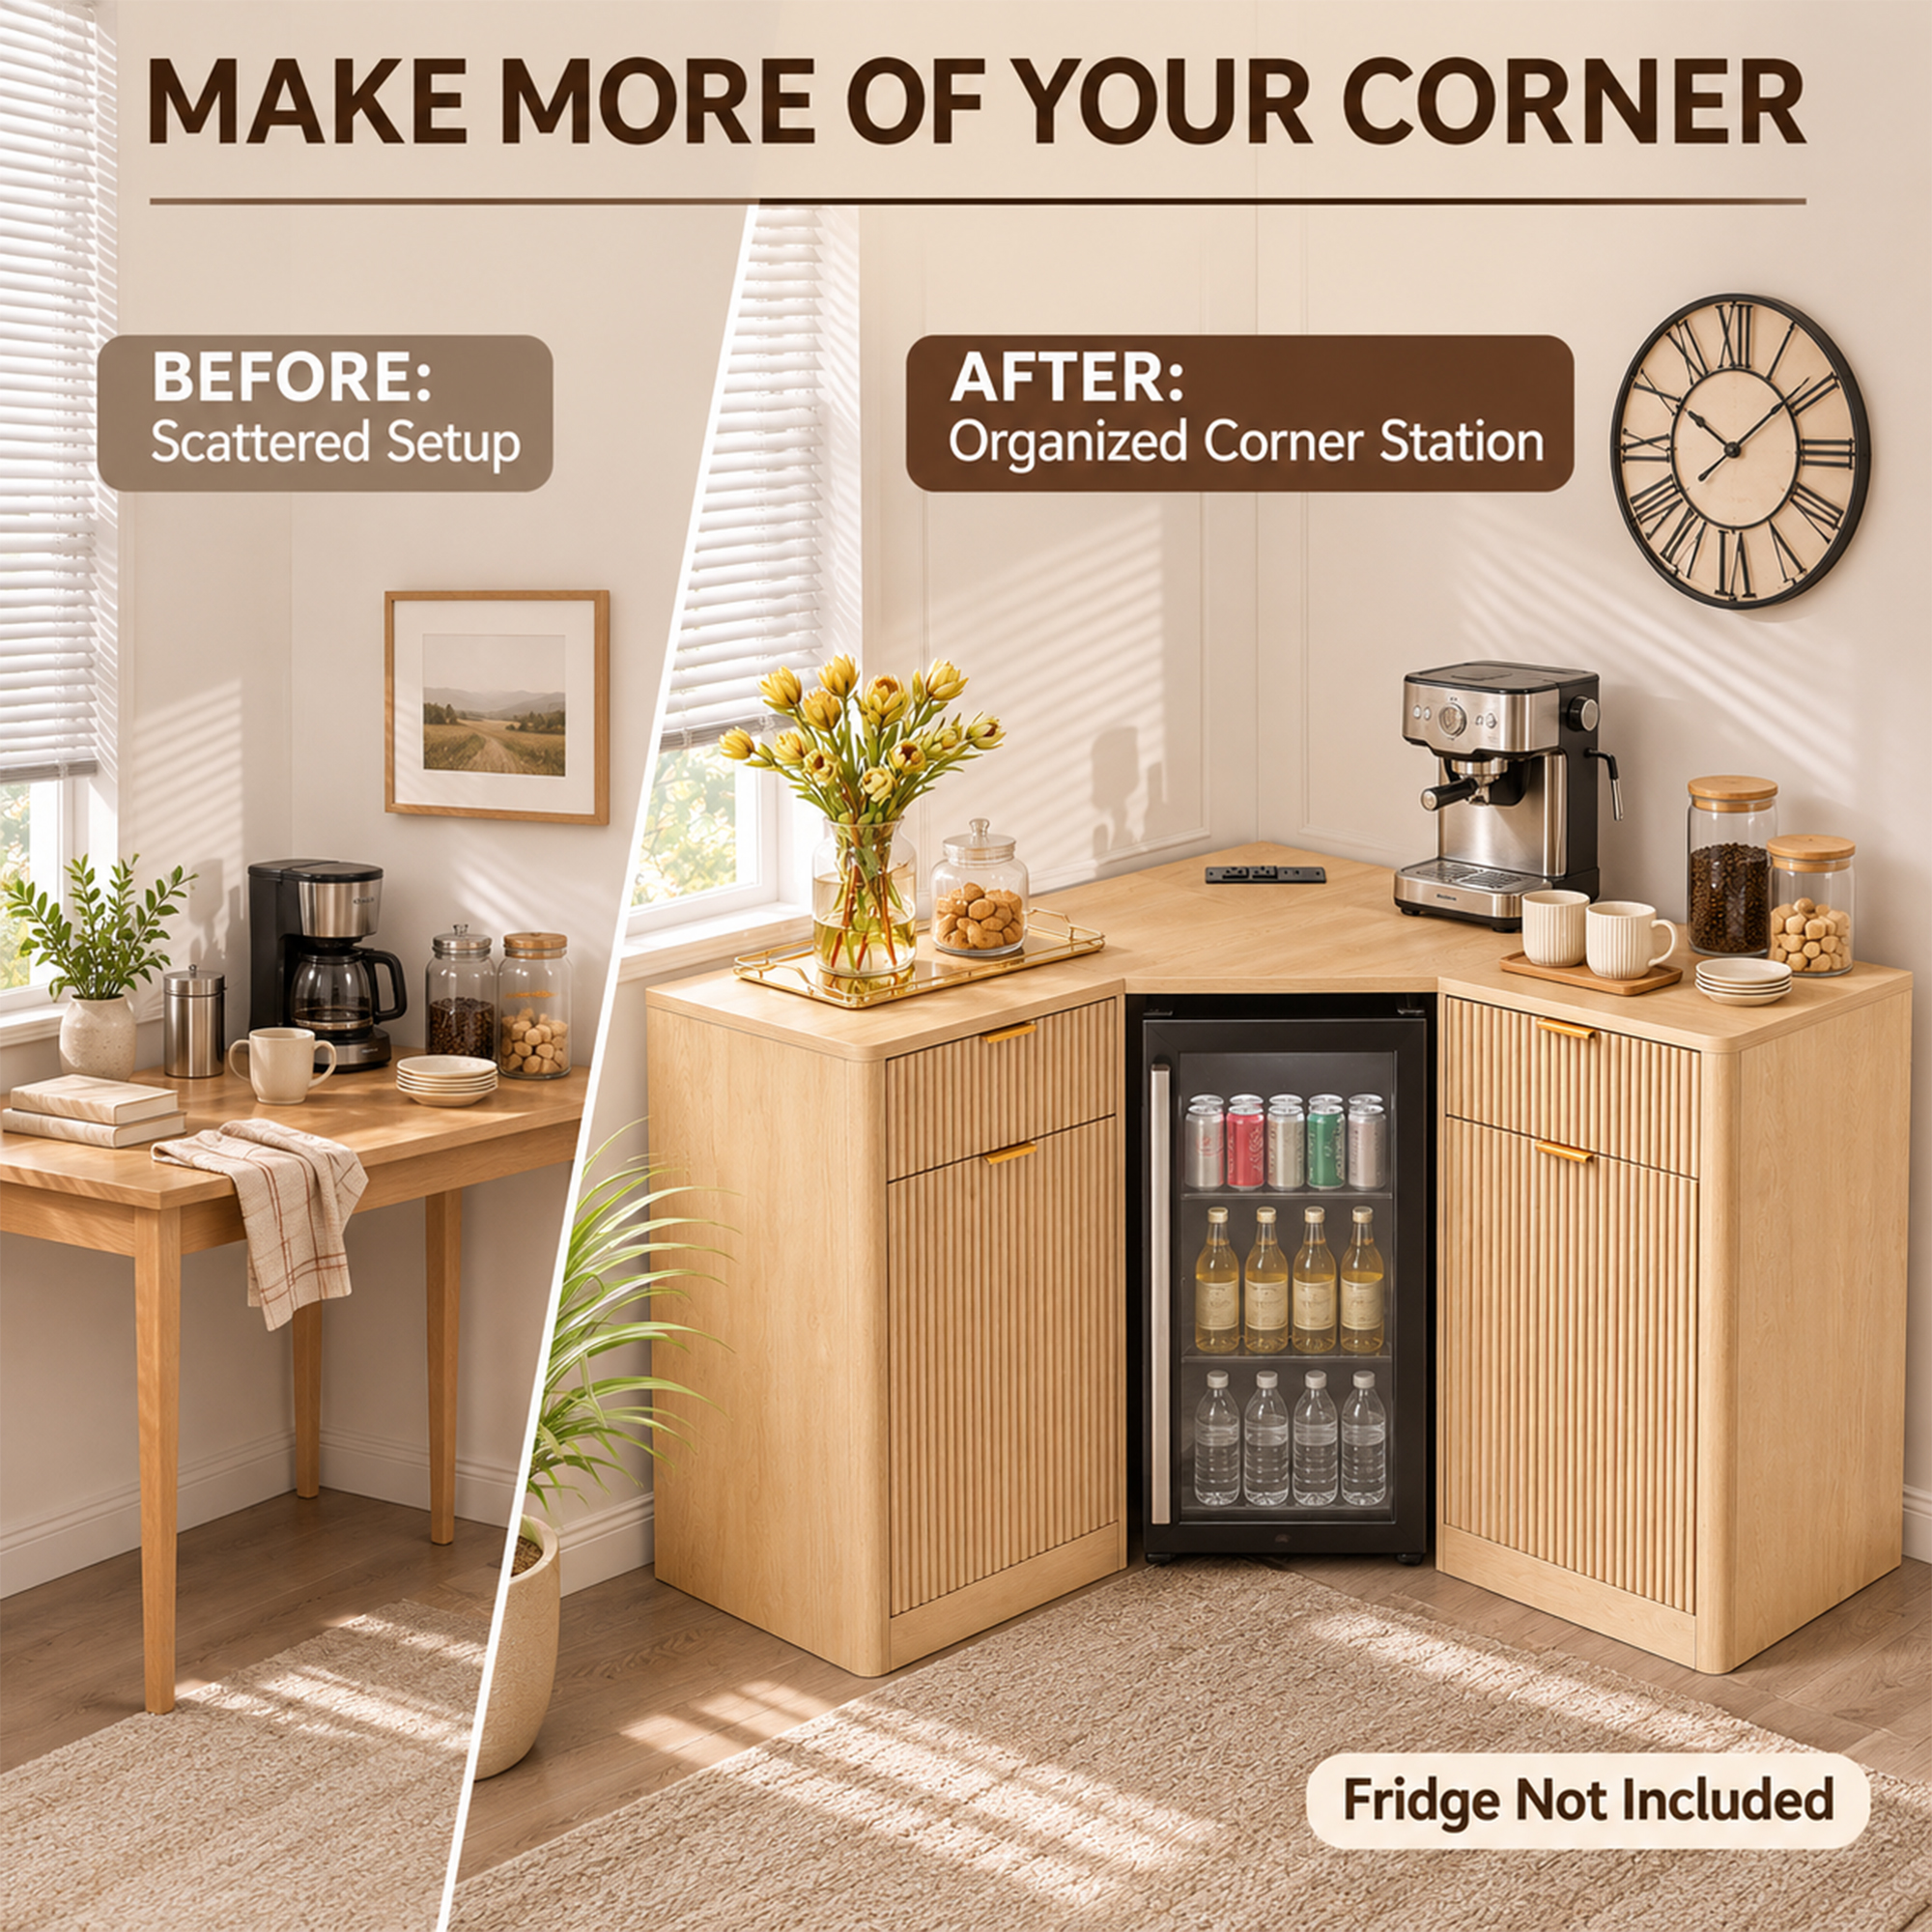 MAKE MORE OF YOUR CORNER
BEFORE:
Scattered Setup
AFTER:
Organized Corner Station
Fridge Not Included